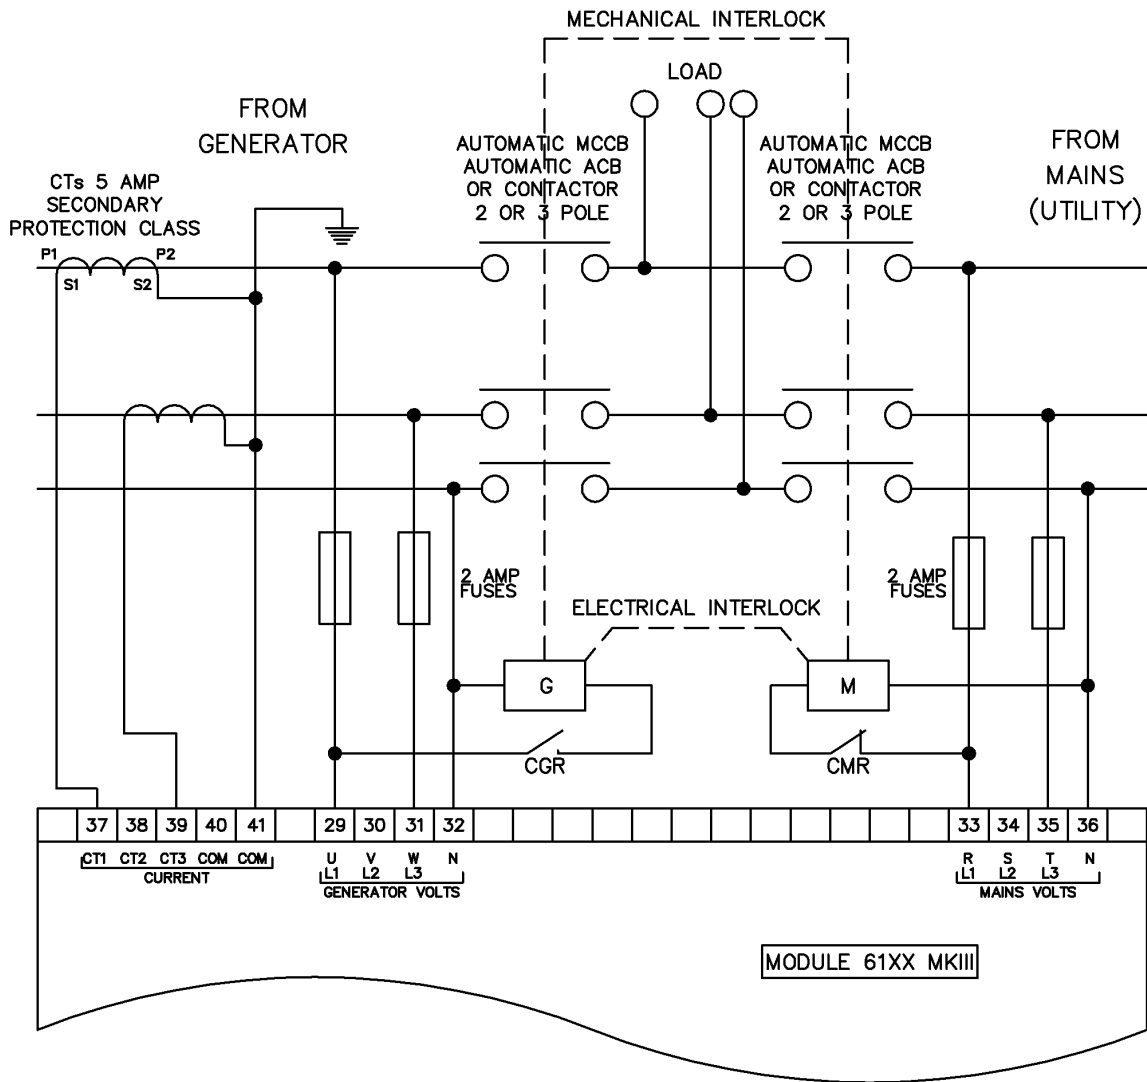 MECHANICAL INTERLOCK
LOAD
FROM
GENERATOR
AUTOMATIC MCCB
AUTOMATIC ACB
OR CONTACTOR
2 OR 3 POLE
AUTOMATIC MCCB
AUTOMATIC ACB
OR CONTACTOR
2 OR 3 POLE
FROM
MAINS
(UTILITY)
CTs 5 AMP
SECONDARY
PROTECTION CLASS
P1 P2
S1 S2
2 AMP
FUSES
2 AMP
FUSES
ELECTRICAL INTERLOCK
G
M
CGR
CMR
37 38 39 40 41 29 30 31 32 33 34 35 36
CT1 CT2 CT3 COM COM
CURRENT
U V W N
L1 L2 L3
GENERATOR VOLTS
R S T N
L1 L2 L3
MAINS VOLTS
MODULE 61XX MKIII